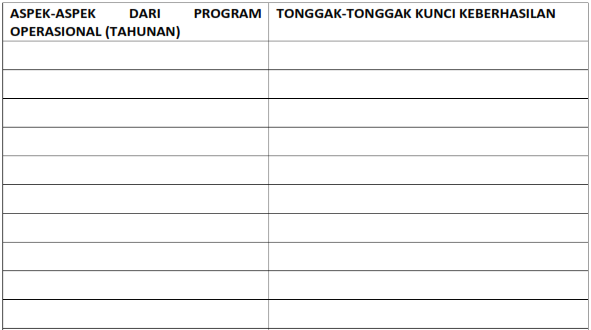 ASPEK-ASPEK DARI PROGRAM
OPERASIONAL (TAHUNAN)
TONGGAK-TONGGAK KUNCI KEBERHASILAN